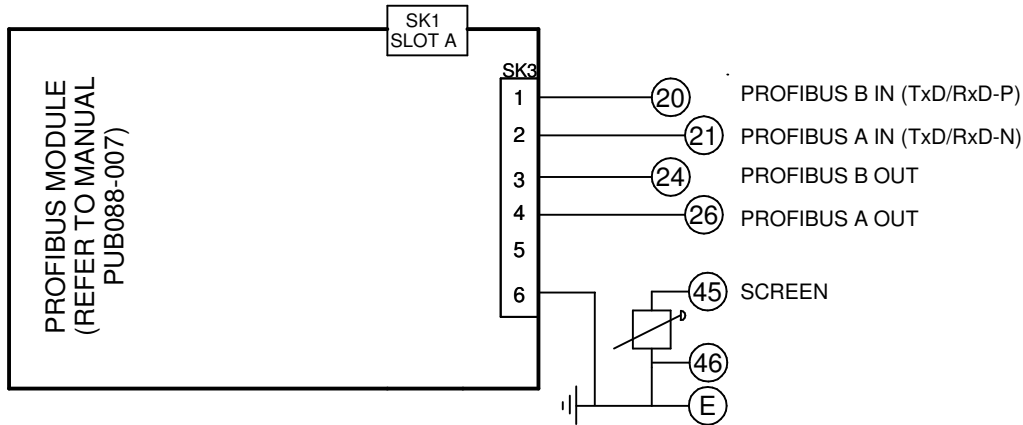 SK1
SLOT A
PROFIBUS MODULE
(REFER TO MANUAL
PUB088-007)
SK3
1
20
PROFIBUS B IN (TxD/RxD-P)
2
21
PROFIBUS A IN (TxD/RxD-N)
3
24
PROFIBUS B OUT
4
26
PROFIBUS A OUT
5
6
45
SCREEN
46
E